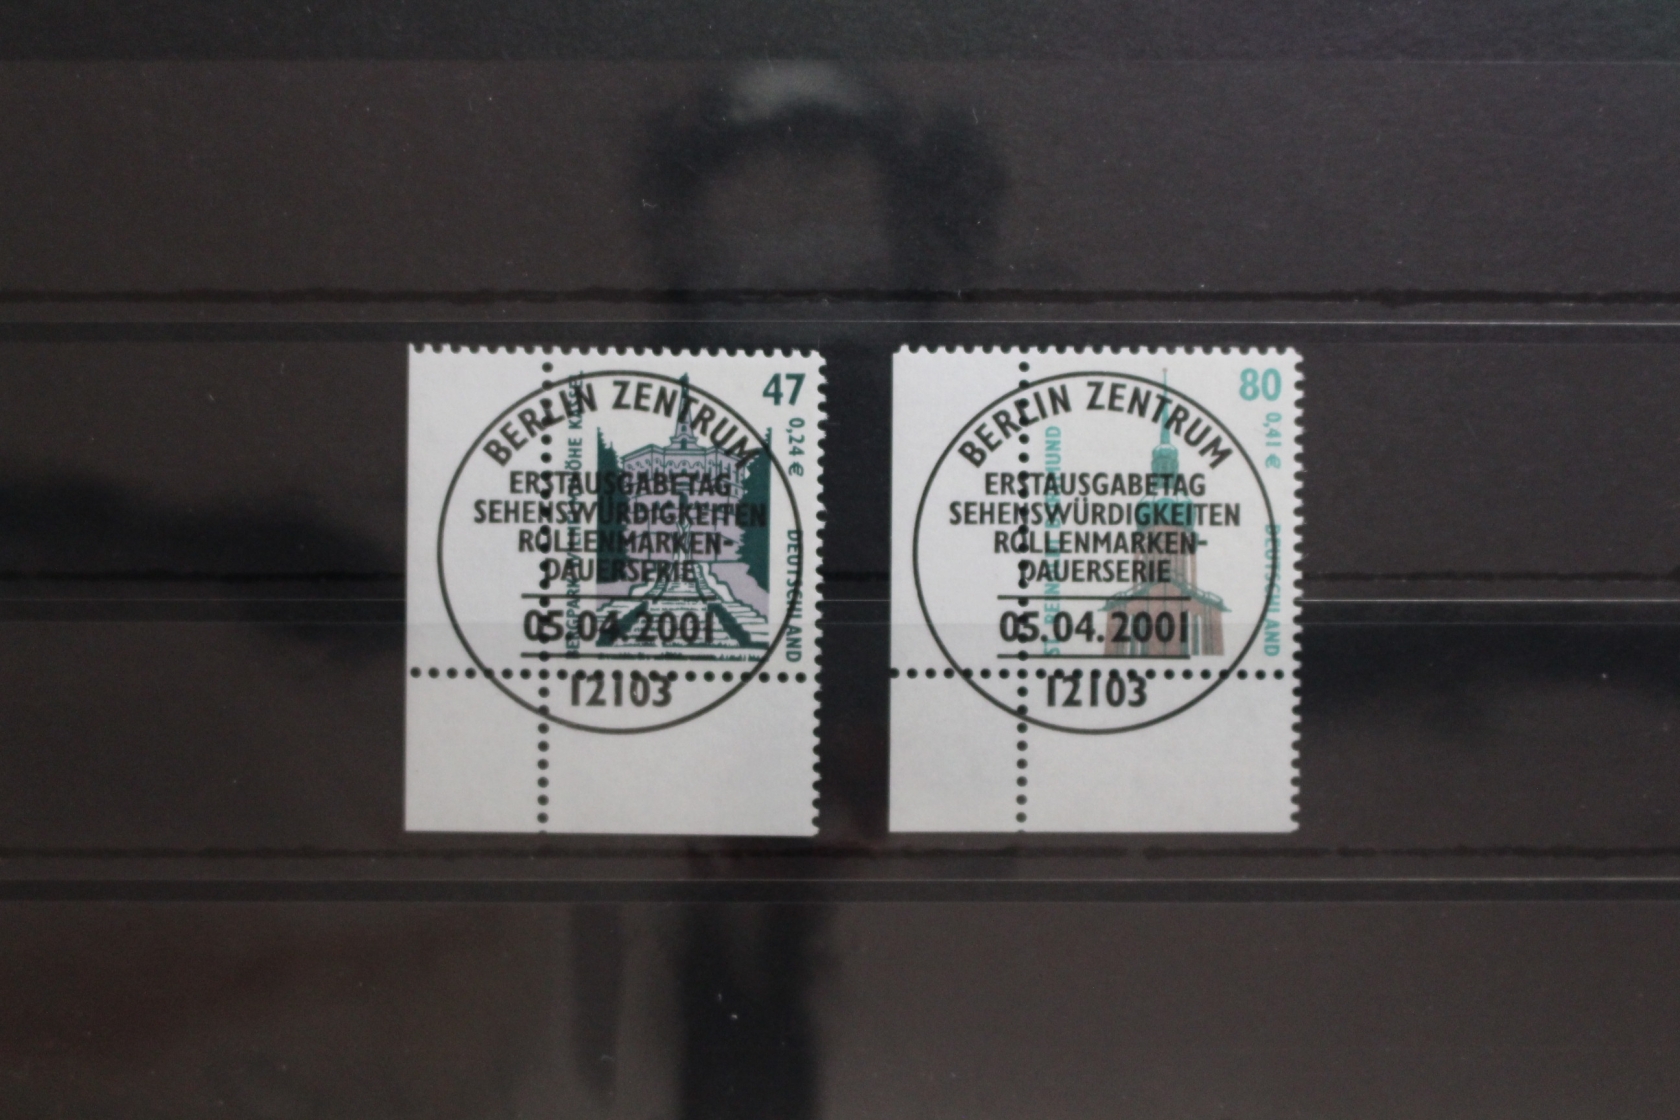 47
0,24 €
DEUTSCHLAND
BERLIN ZENTRUM
ERSTAUSGABETAG
SEHENSWÜRDIGKEITEN
ROLLENMARKEN-
DAUERSERIE
05.04.2001
12103
80
0,41 €
DEUTSCHLAND
BERLIN ZENTRUM
ERSTAUSGABETAG
SEHENSWÜRDIGKEITEN
ROLLENMARKEN-
DAUERSERIE
05.04.2001
12103